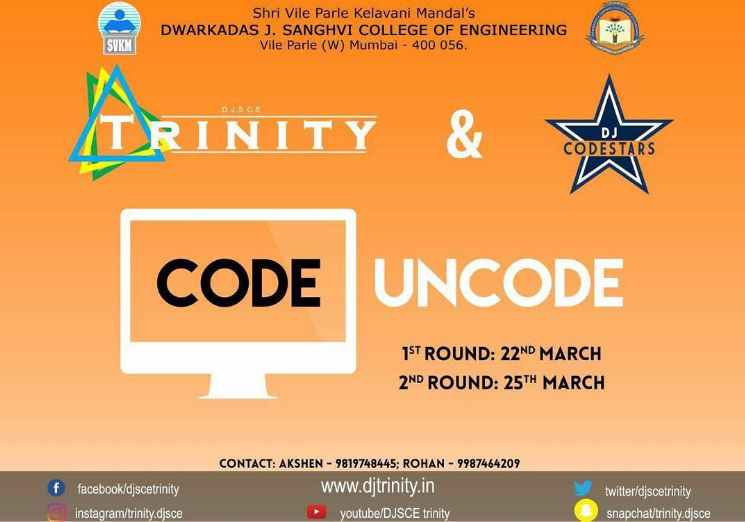 Shri Vile Parle Kelavani Mandal's
DWARKADAS J. SANGHVI COLLEGE OF ENGINEERING
Vile Parle (W) Mumbai - 400 056.
SVKM
DJSCE
TRINITY
&
DJ
CODESTARS
CODE UNCODE
1ST ROUND: 22ND MARCH
2ND ROUND: 25TH MARCH
CONTACT: AKSHEN - 9819748445; ROHAN - 9987464209
facebook/djscetrinity www.djtrinity.in twitter/djscetrinity
instagram/trinity.djsce youtube/DJSCE trinity snapchat/trinity.djsce